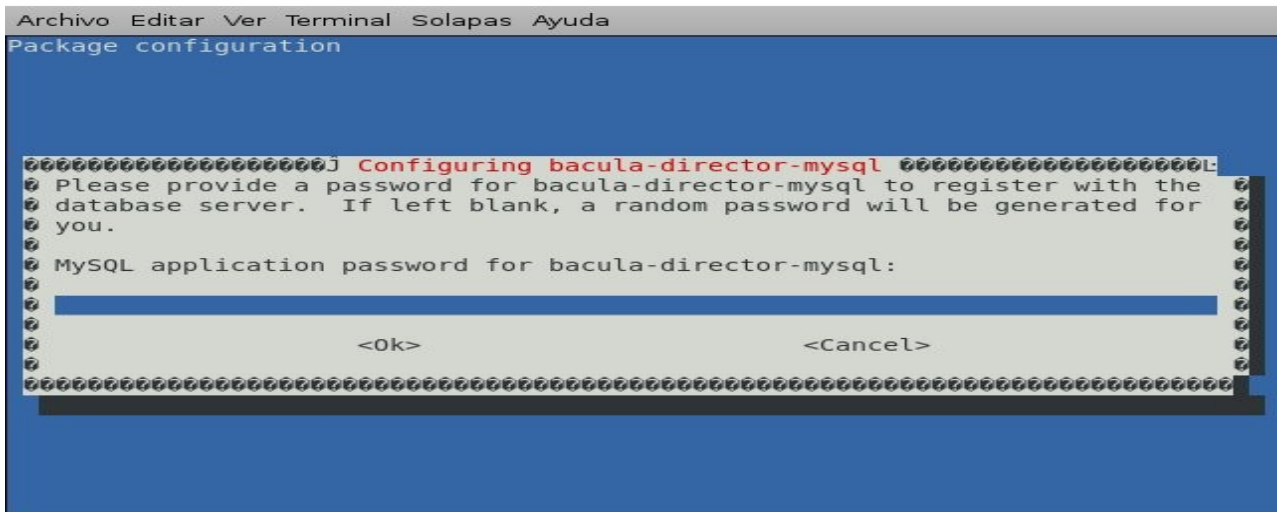 Archivo Editar Ver Terminal Solapas Ayuda
Package configuration
Configuring bacula-director-mysql
Please provide a password for bacula-director-mysql to register with the
database server.  If left blank, a random password will be generated for
you.
MySQL application password for bacula-director-mysql:
<Ok> <Cancel>